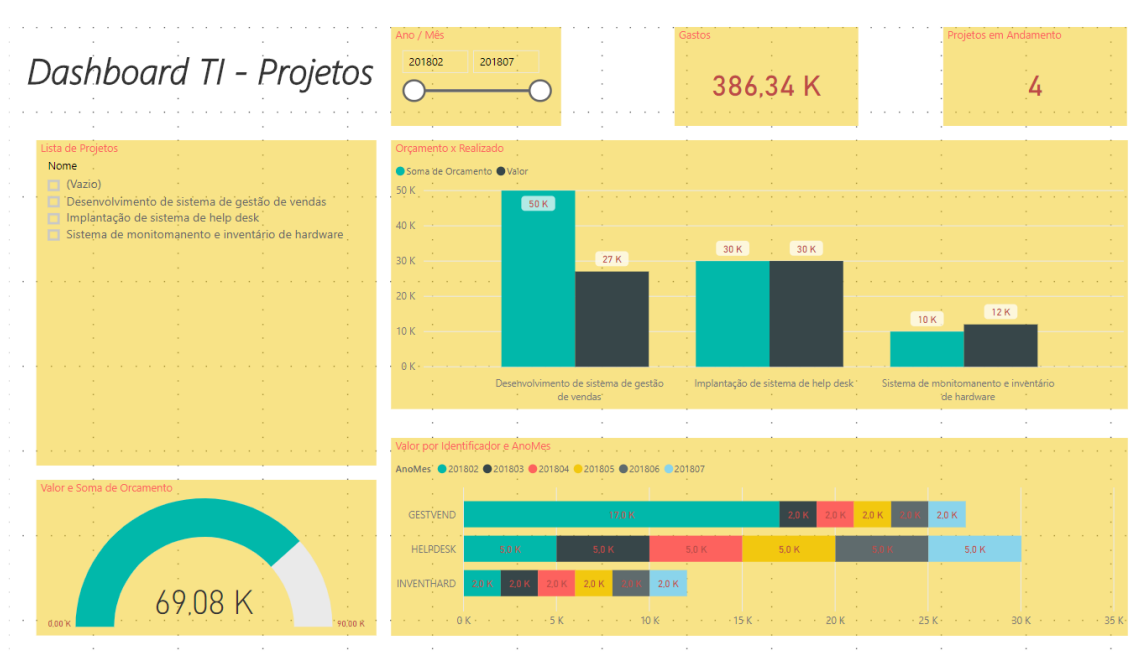 Dashboard TI - Projetos
Ano / Mês
201802 201807
Gastos
386,34 K
Projetos em Andamento
4
Lista de Projetos
Nome
(Vazio)
Desenvolvimento de sistema de gestão de vendas
Implantação de sistema de help desk
Sistema de monitomanento e inventário de hardware
Orçamento x Realizado
Soma de Orcamento Valor
50 K
40 K
30 K
20 K
10 K
0 K
50 K
27 K
30 K
30 K
10 K
12 K
Desenvolvimento de sistema de gestão
de vendas
Implantação de sistema de help desk
Sistema de monitomanento e inventário
de hardware
Valor e Soma de Orcamento
69,08 K
0,00 K
90,00 K
Valor por Identificador e AnoMes
AnoMes 201802 201803 201804 201805 201806 201807
GESTVEND 17,0 K 2,0 K 2,0 K 2,0 K 2,0 K 2,0 K
HELPDESK 5,0 K 5,0 K 5,0 K 5,0 K 5,0 K 5,0 K
INVENTHARD 2,0 K 2,0 K 2,0 K 2,0 K 2,0 K 2,0 K
0 K 5 K 10 K 15 K 20 K 25 K 30 K 35 K